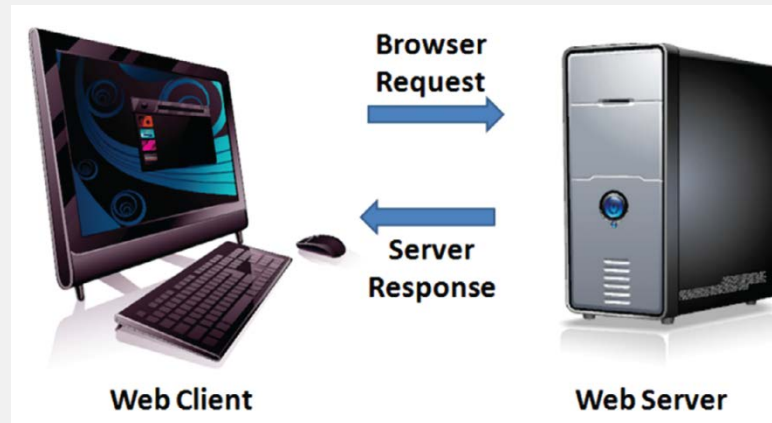 Browser
Request
Server
Response
Web Client
Web Server